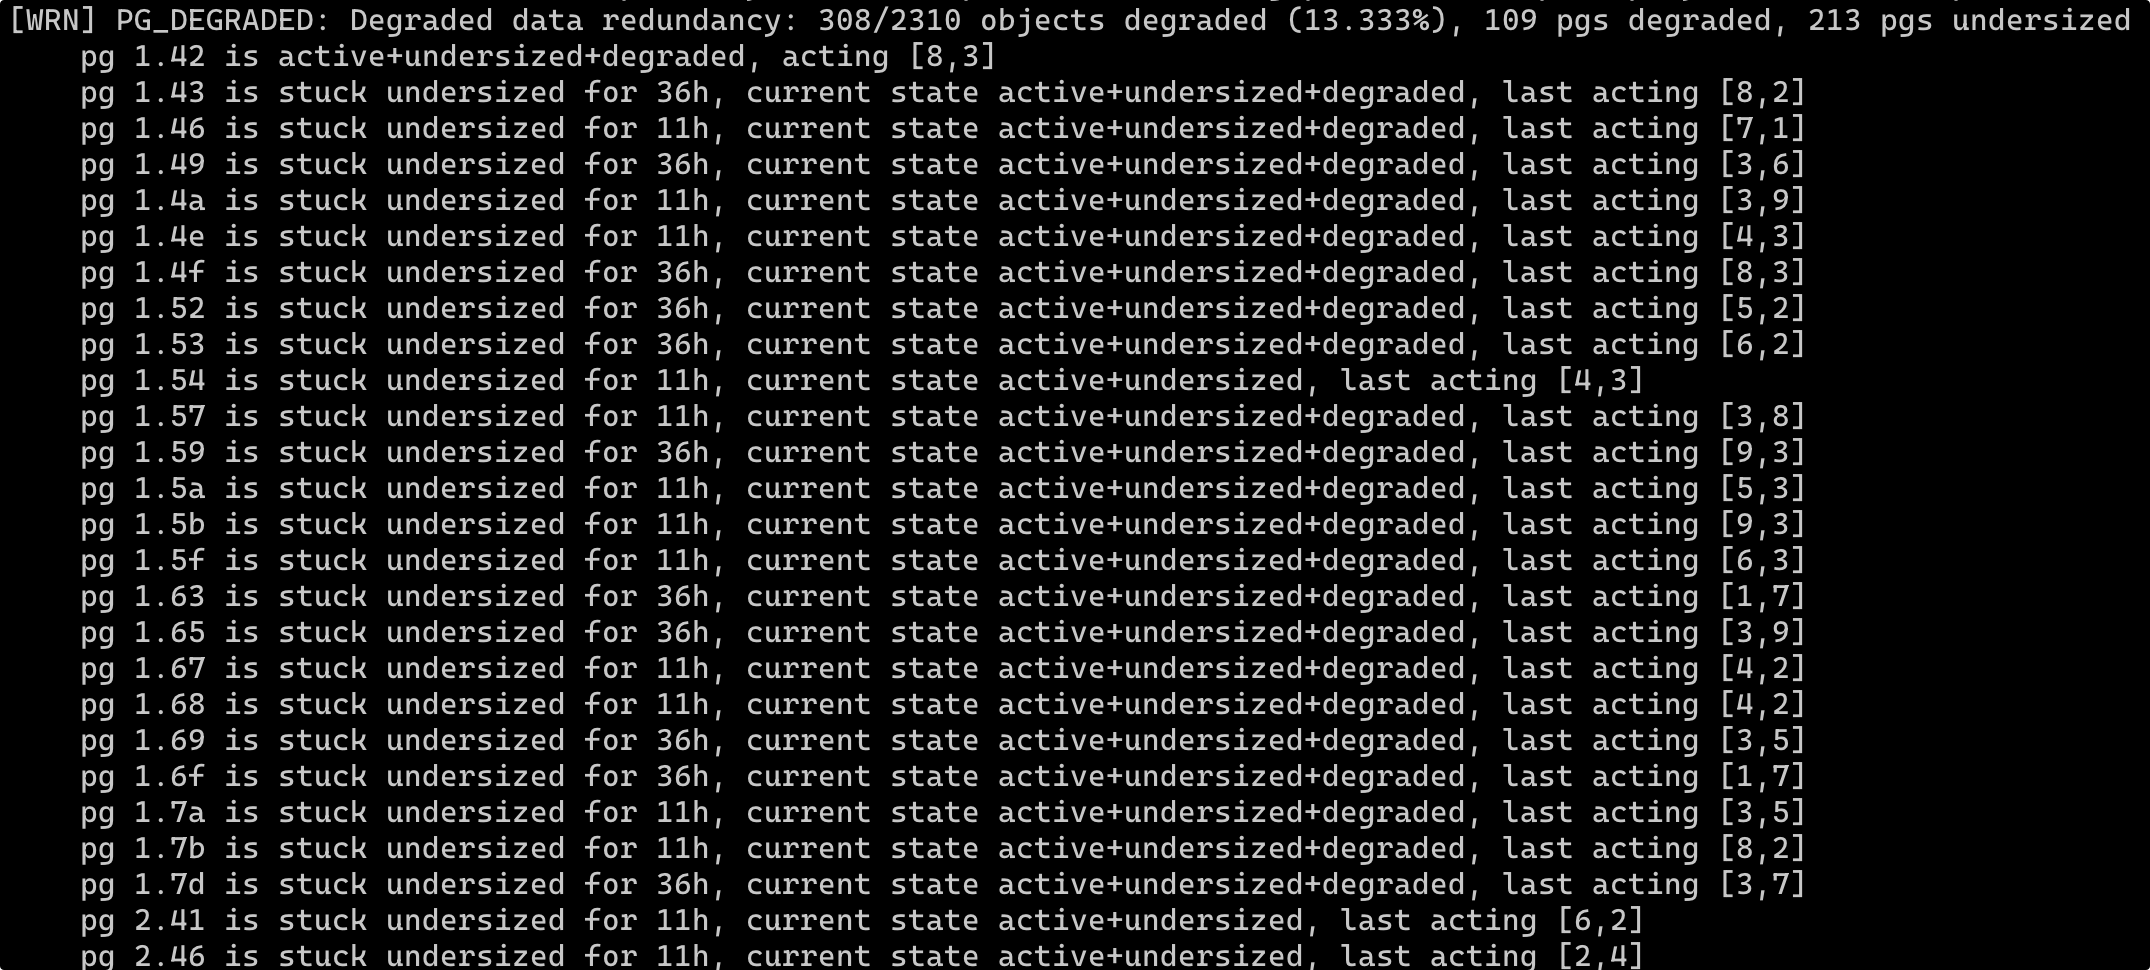 [WRN] PG_DEGRADED: Degraded data redundancy: 308/2310 objects degraded (13.333%), 109 pgs degraded, 213 pgs undersized
pg 1.42 is active+undersized+degraded, acting [8,3]
pg 1.43 is stuck undersized for 36h, current state active+undersized+degraded, last acting [8,2]
pg 1.46 is stuck undersized for 11h, current state active+undersized+degraded, last acting [7,1]
pg 1.49 is stuck undersized for 36h, current state active+undersized+degraded, last acting [3,6]
pg 1.4a is stuck undersized for 11h, current state active+undersized+degraded, last acting [3,9]
pg 1.4e is stuck undersized for 11h, current state active+undersized+degraded, last acting [4,3]
pg 1.4f is stuck undersized for 36h, current state active+undersized+degraded, last acting [8,3]
pg 1.52 is stuck undersized for 36h, current state active+undersized+degraded, last acting [5,2]
pg 1.53 is stuck undersized for 36h, current state active+undersized+degraded, last acting [6,2]
pg 1.54 is stuck undersized for 11h, current state active+undersized, last acting [4,3]
pg 1.57 is stuck undersized for 11h, current state active+undersized+degraded, last acting [3,8]
pg 1.59 is stuck undersized for 36h, current state active+undersized+degraded, last acting [9,3]
pg 1.5a is stuck undersized for 11h, current state active+undersized+degraded, last acting [5,3]
pg 1.5b is stuck undersized for 11h, current state active+undersized+degraded, last acting [9,3]
pg 1.5f is stuck undersized for 11h, current state active+undersized+degraded, last acting [6,3]
pg 1.63 is stuck undersized for 36h, current state active+undersized+degraded, last acting [1,7]
pg 1.65 is stuck undersized for 36h, current state active+undersized+degraded, last acting [3,9]
pg 1.67 is stuck undersized for 11h, current state active+undersized+degraded, last acting [4,2]
pg 1.68 is stuck undersized for 11h, current state active+undersized+degraded, last acting [4,2]
pg 1.69 is stuck undersized for 36h, current state active+undersized+degraded, last acting [3,5]
pg 1.6f is stuck undersized for 36h, current state active+undersized+degraded, last acting [1,7]
pg 1.7a is stuck undersized for 11h, current state active+undersized+degraded, last acting [3,5]
pg 1.7b is stuck undersized for 11h, current state active+undersized+degraded, last acting [8,2]
pg 1.7d is stuck undersized for 36h, current state active+undersized+degraded, last acting [3,7]
pg 2.41 is stuck undersized for 11h, current state active+undersized, last acting [6,2]
pg 2.46 is stuck undersized for 11h, current state active+undersized, last acting [2,4]